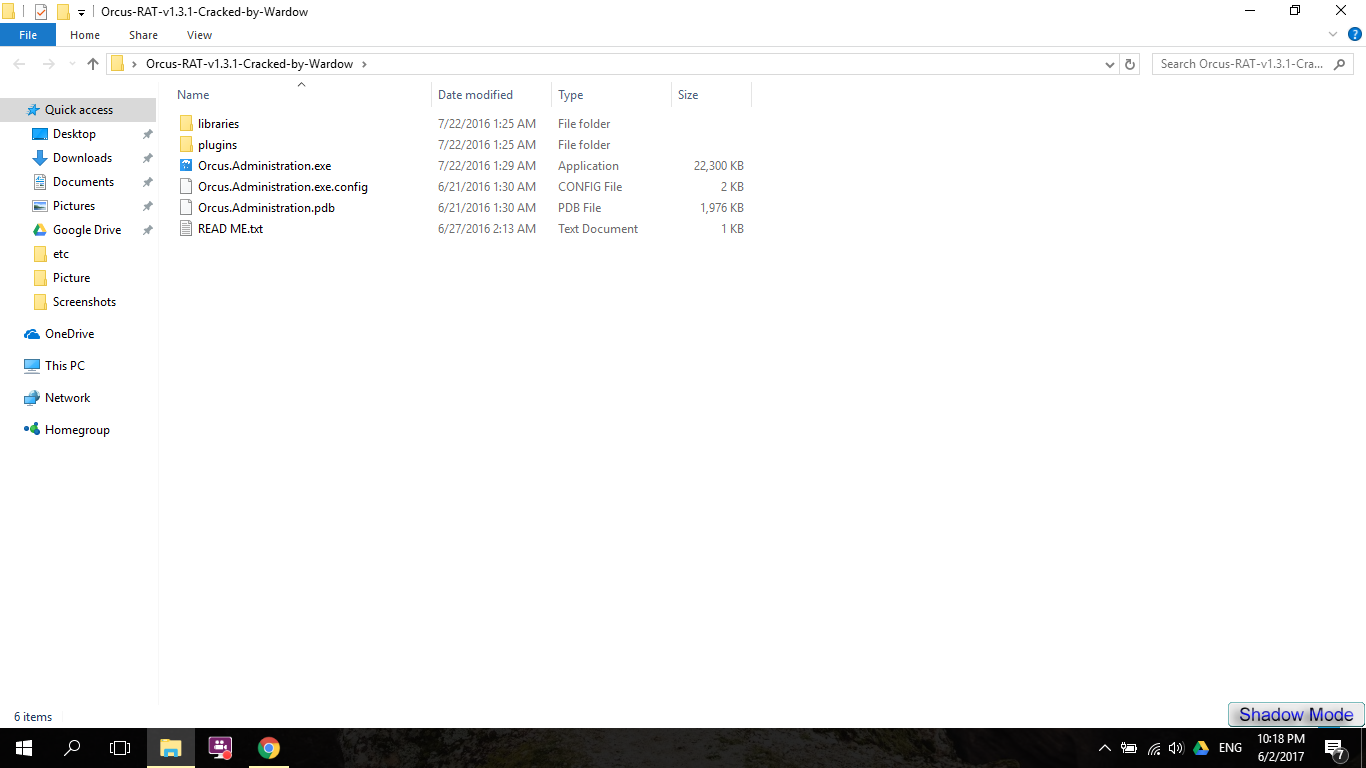 Orcus-RAT-v1.3.1-Cracked-by-Wardow
File Home Share View
Orcus-RAT-v1.3.1-Cracked-by-Wardow
Search Orcus-RAT-v1.3.1-Cra...
Name Date modified Type Size
Quick access
Desktop
Downloads
Documents
Pictures
Google Drive
etc
Picture
Screenshots
OneDrive
This PC
Network
Homegroup
libraries 7/22/2016 1:25 AM File folder
plugins 7/22/2016 1:25 AM File folder
Orcus.Administration.exe 7/22/2016 1:29 AM Application 22,300 KB
Orcus.Administration.exe.config 6/21/2016 1:30 AM CONFIG File 2 KB
Orcus.Administration.pdb 6/21/2016 1:30 AM PDB File 1,976 KB
READ ME.txt 6/27/2016 2:13 AM Text Document 1 KB
6 items
Shadow Mode
ENG
10:18 PM
6/2/2017
7